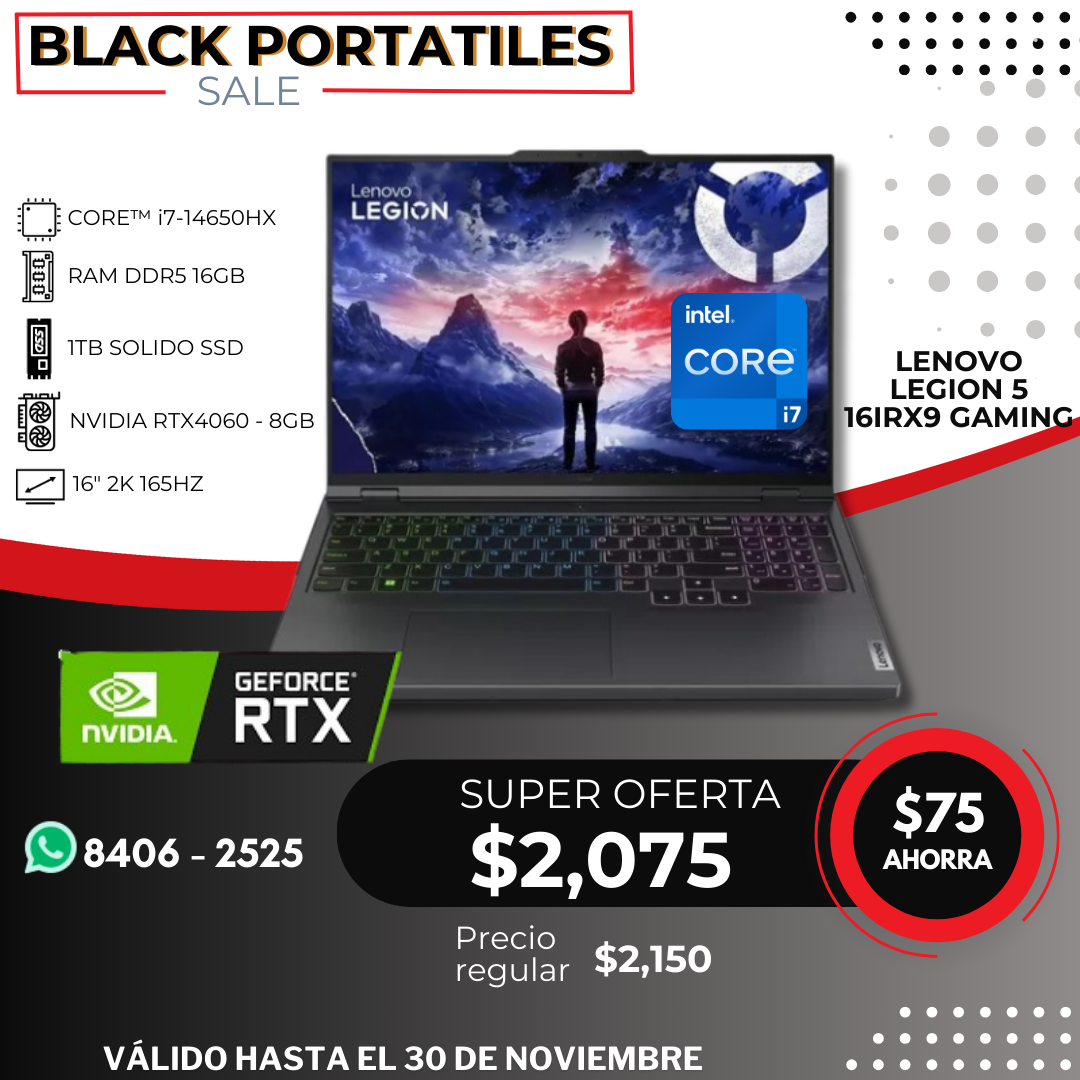 BLACK PORTATILES
SALE
CORE™ i7-14650HX
RAM DDR5 16GB
SSD
1TB SOLIDO SSD
NVIDIA RTX4060 - 8GB
16" 2K 165HZ
Lenovo
LEGION
intel.
CORE
i7
LENOVO
LEGION 5
16IRX9 GAMING
Lenovo
NVIDIA.
GEFORCE®
RTX
8406 - 2525
SUPER OFERTA
$2,075
$75
AHORRA
Precio
regular
$2,150
VÁLIDO HASTA EL 30 DE NOVIEMBRE